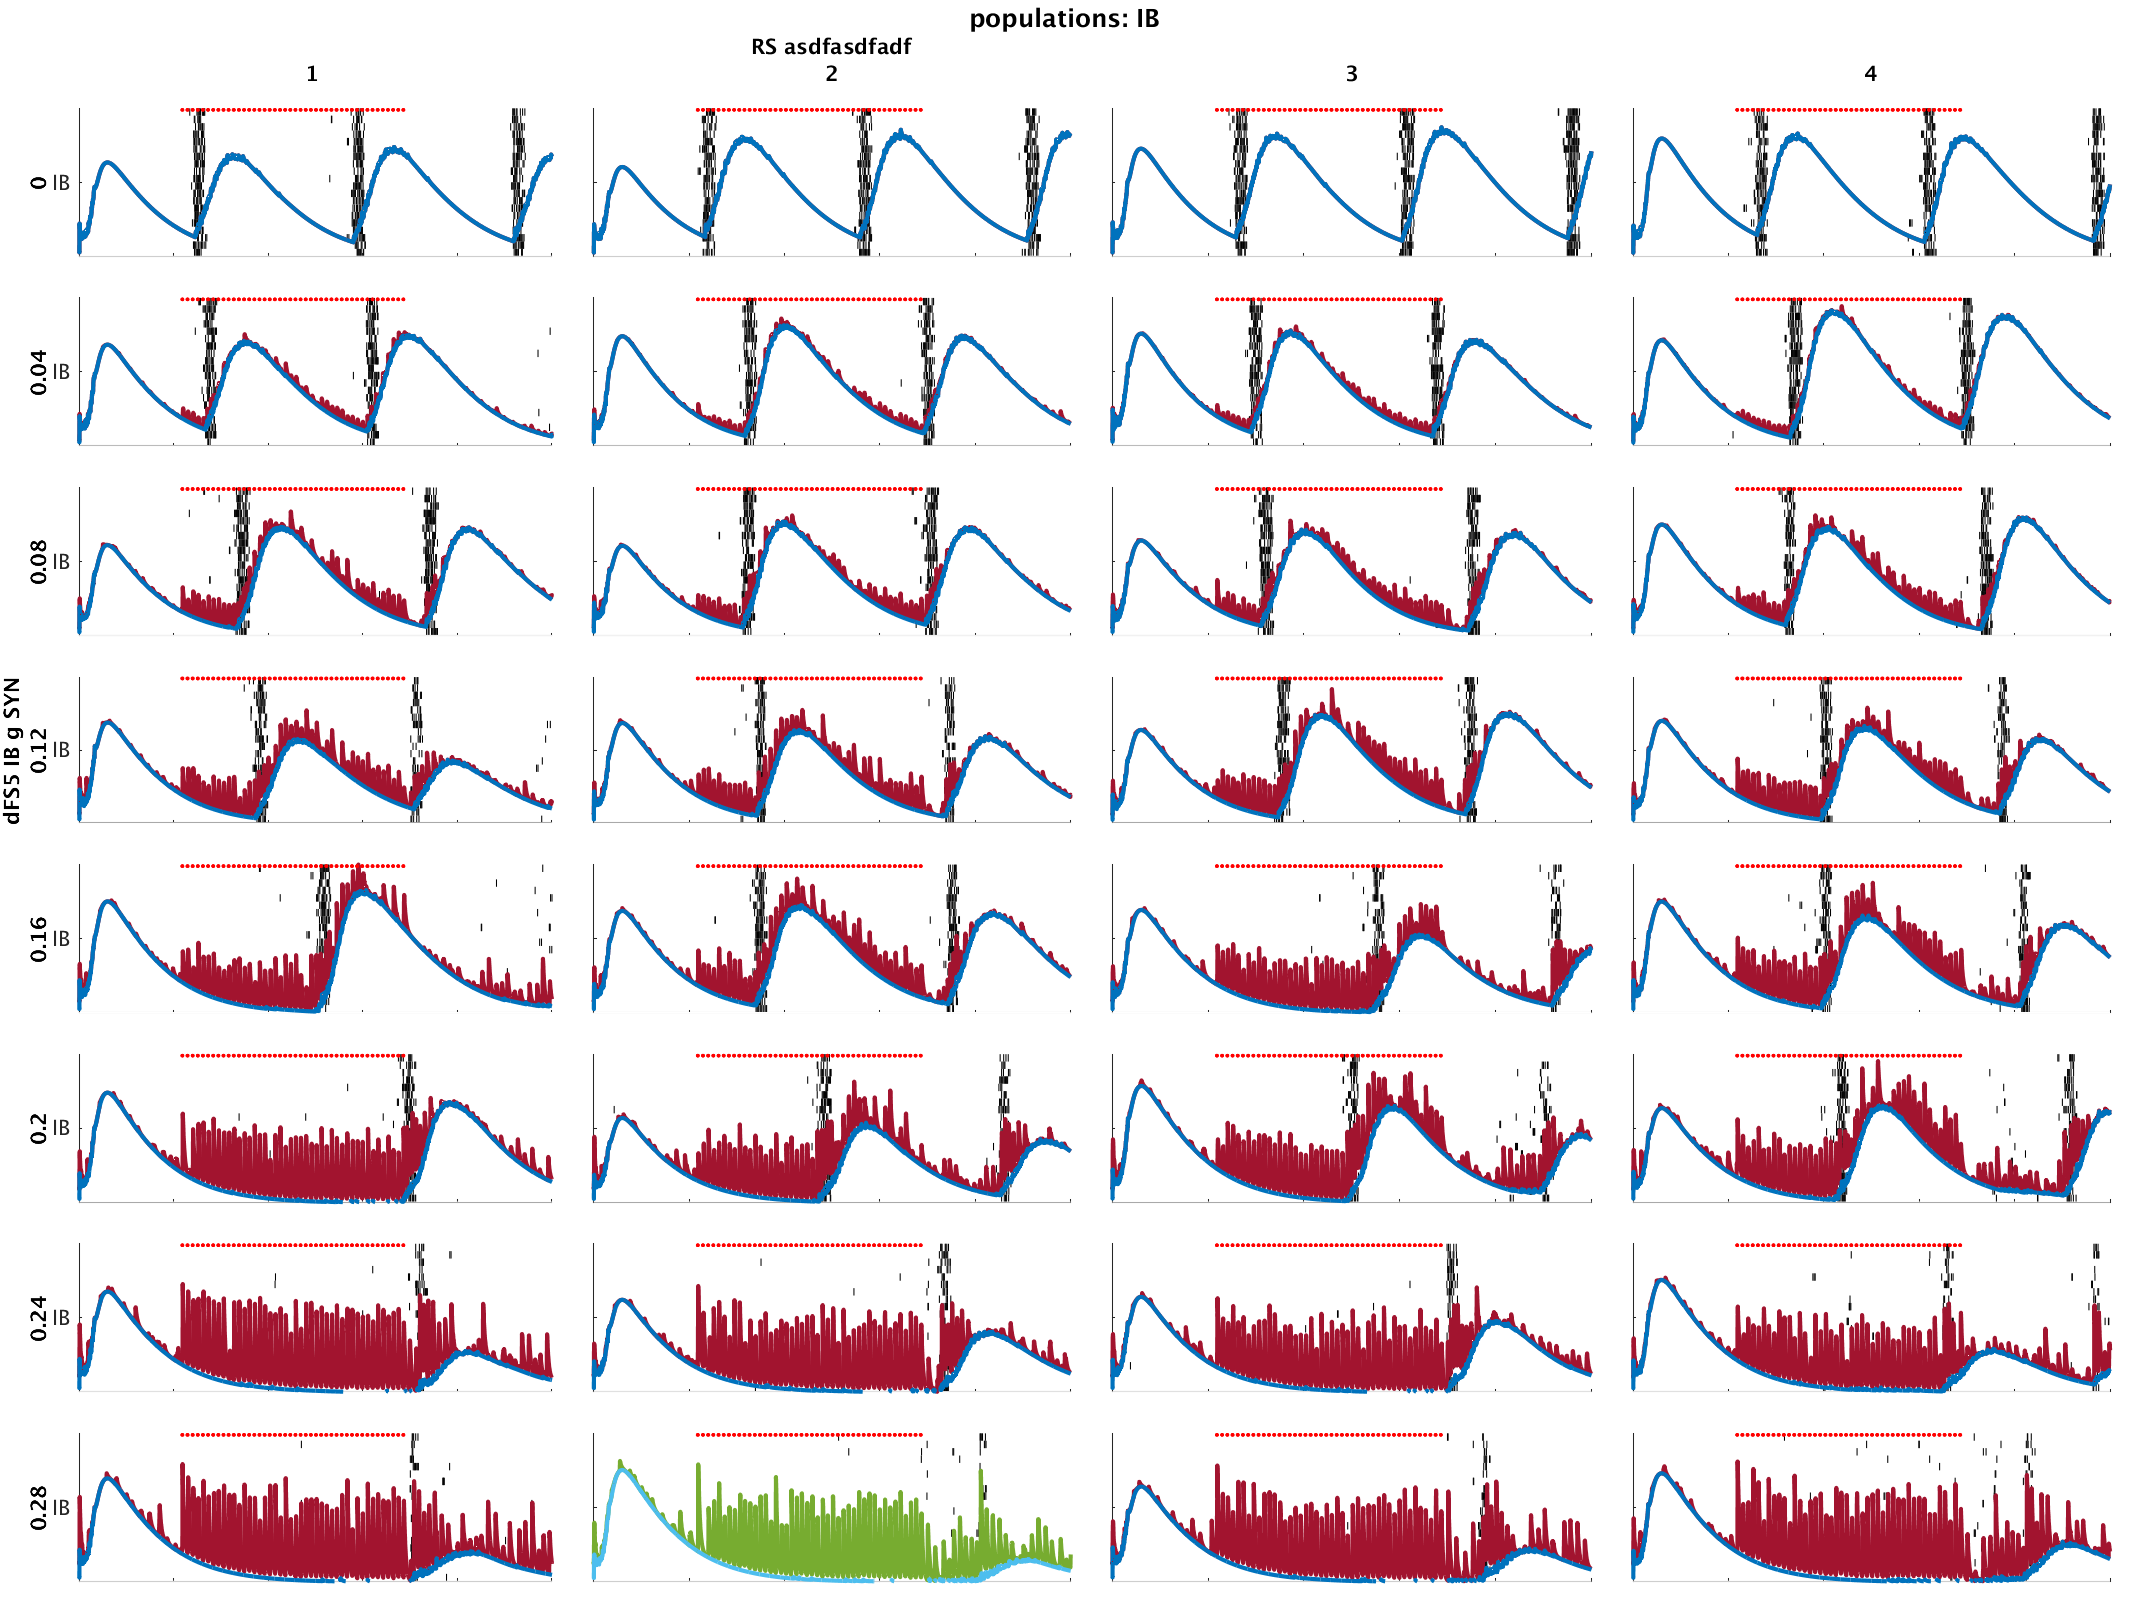 populations: IB
RS asdfasdfadf
1 2 3 4
dFS5 IB g SYN
0 IB
0.04 IB
0.08 IB
0.12 IB
0.16 IB
0.2 IB
0.24 IB
0.28 IB